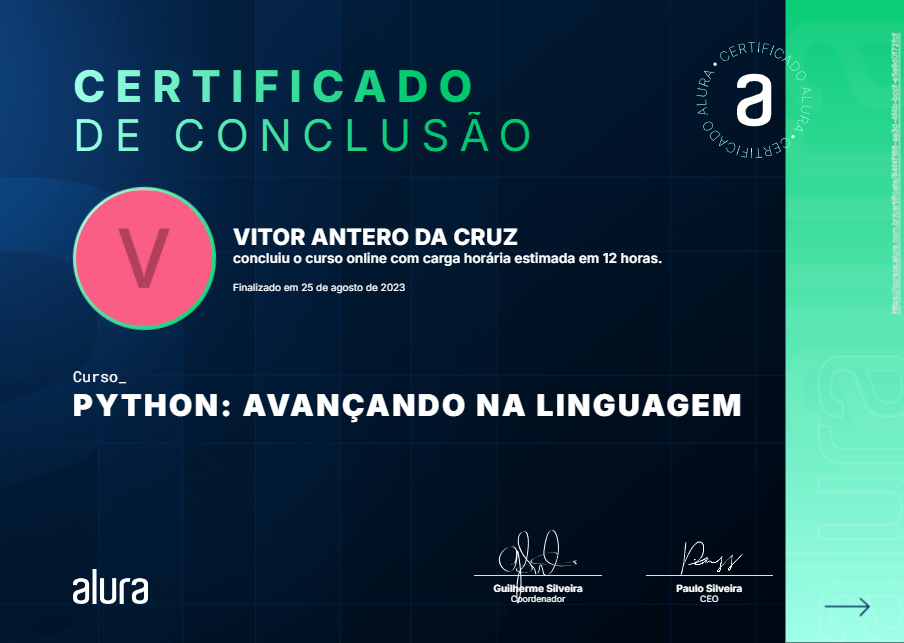 CERTIFICADO
DE CONCLUSÃO
CERTIFICADO ALURA • CERTIFICADO ALURA •
a
V
VITOR ANTERO DA CRUZ
concluiu o curso online com carga horária estimada em 12 horas.
Finalizado em 25 de agosto de 2023
Curso_
PYTHON: AVANÇANDO NA LINGUAGEM
alura
Guilherme Silveira
Coordenador
Paulo Silveira
CEO
alura